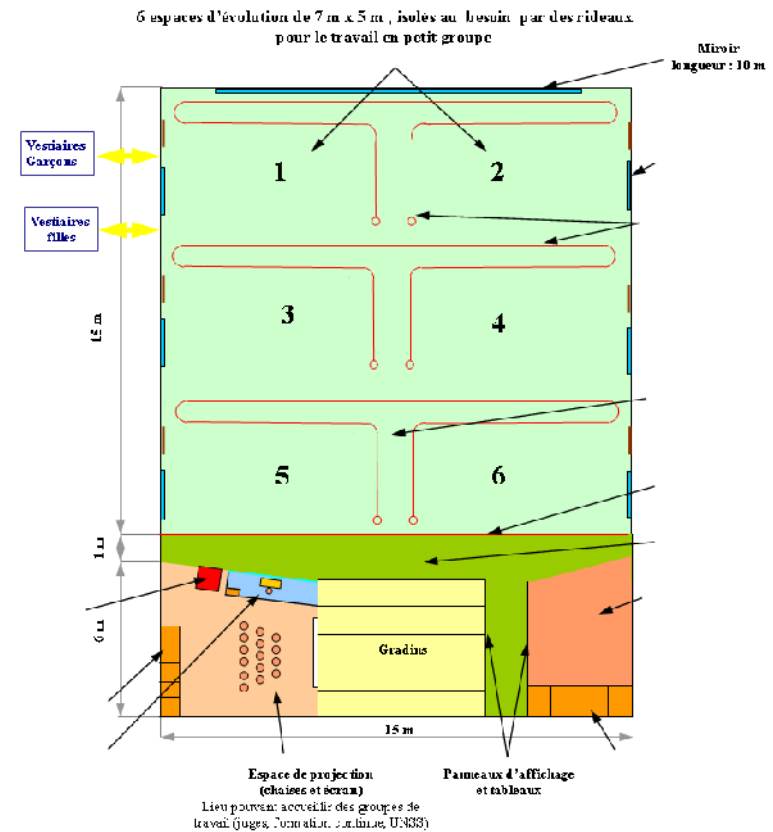 6 espaces d'évolution de 7 m x 5 m , isolés au besoin par des rideaux
pour le travail en petit groupe
Miroir
longueur : 10 m
Vestiaires
Garçons
Vestiaires
filles
1
2
3
4
5
6
15 m
1 m
6 m
Gradins
15 m
Espace de projection
(chaises et écran)
Lieu pouvant accueillir des groupes de
travail (juges, formation continue, UNSS)
Panneaux d'affichage
et tableaux